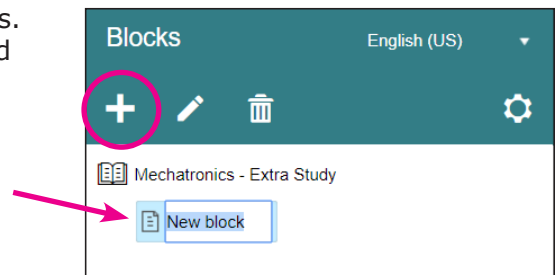 s.
d
Blocks English (US)
Mechatronics - Extra Study
New block